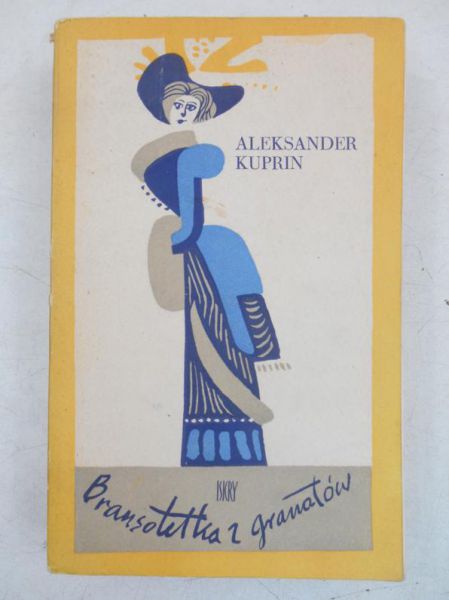 ALEKSANDER
KUPRIN
ISKRY
Bransoletka z granatów